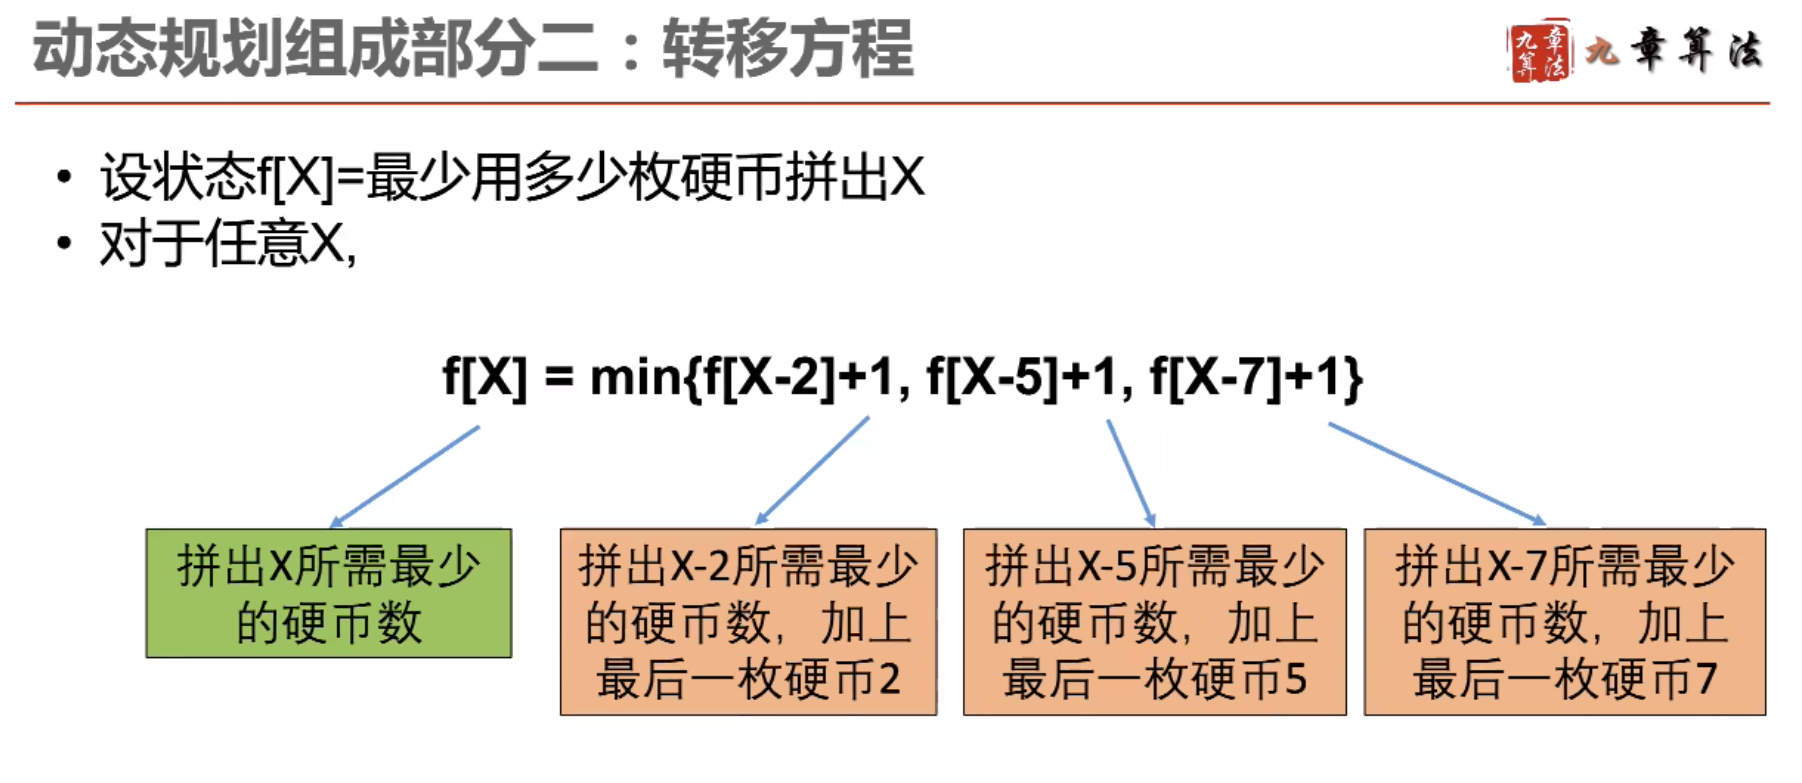 动态规划组成部分二：转移方程
九章
算法
九章算法
• 设状态f[X]=最少用多少枚硬币拼出X
• 对于任意X,
f[X] = min{f[X-2]+1, f[X-5]+1, f[X-7]+1}
拼出X所需最少
的硬币数
拼出X-2所需最少
的硬币数，加上
最后一枚硬币2
拼出X-5所需最少
的硬币数，加上
最后一枚硬币5
拼出X-7所需最少
的硬币数，加上
最后一枚硬币7